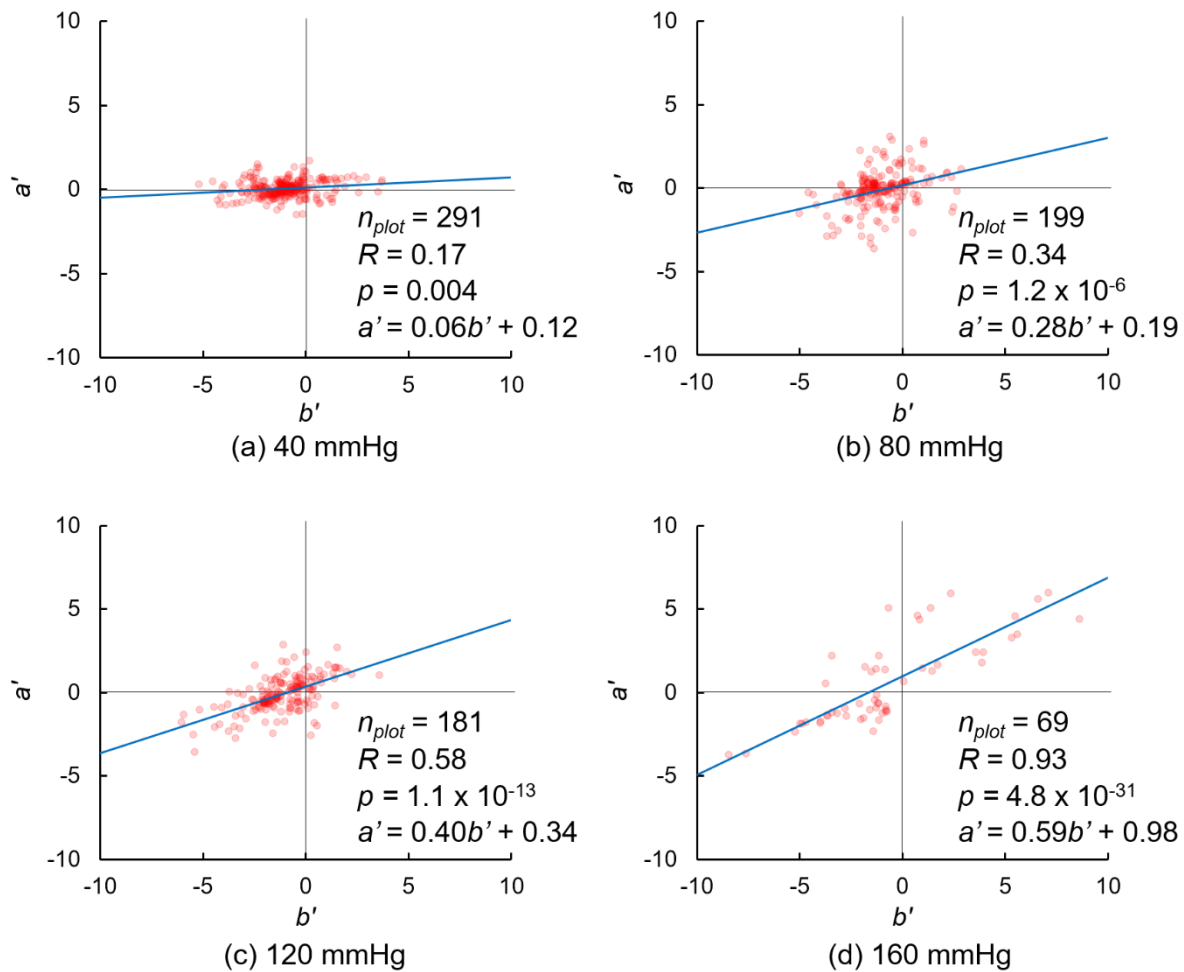 10
5
0
-5
-10
a'
-10 -5 0 5 10
b'
n_plot = 291
R = 0.17
p = 0.004
a’ = 0.06b’ + 0.12
(a) 40 mmHg
10
5
0
-5
-10
a'
-10 -5 0 5 10
b'
n_plot = 199
R = 0.34
p = 1.2 x 10^-6
a’ = 0.28b’ + 0.19
(b) 80 mmHg
10
5
0
-5
-10
a'
-10 -5 0 5 10
b'
n_plot = 181
R = 0.58
p = 1.1 x 10^-13
a’ = 0.40b’ + 0.34
(c) 120 mmHg
10
5
0
-5
-10
a'
-10 -5 0 5 10
b'
n_plot = 69
R = 0.93
p = 4.8 x 10^-31
a’ = 0.59b’ + 0.98
(d) 160 mmHg